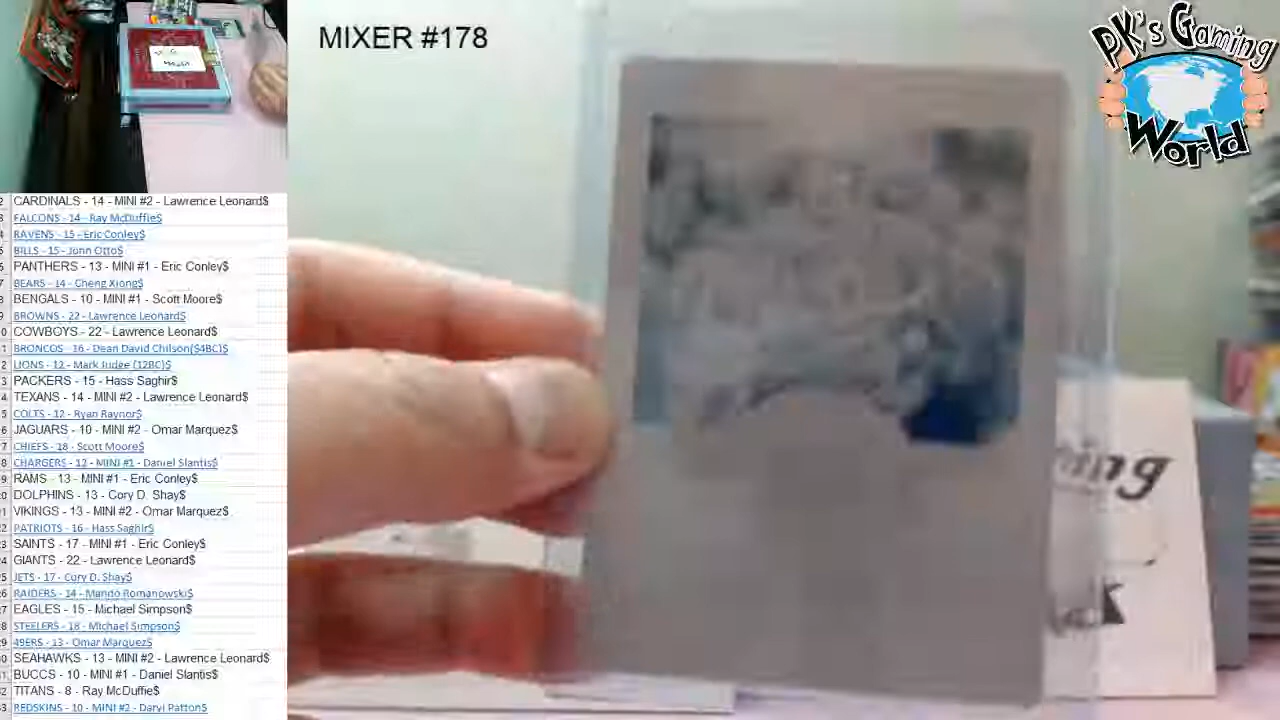 MIXER #178
PK's Gaming
World
CARDINALS - 14 - MINI #2 - Lawrence Leonard$
FALCONS - 14 - Ray McDuffie$
RAVENS - 15 - Eric Conley$
BILLS - 15 - John Otto$
PANTHERS - 13 - MINI #1 - Eric Conley$
BEARS - 14 - Cheng Xiong$
BENGALS - 10 - MINI #1 - Scott Moore$
BROWNS - 22 - Lawrence Leonard$
COWBOYS - 22 - Lawrence Leonard$
BRONCOS - 16 - Dean David Chilson($4BC)$
LIONS - 12 - Mark Judge (12BC)$
PACKERS - 15 - Hass Saghir$
TEXANS - 14 - MINI #2 - Lawrence Leonard$
COLTS - 12 - Ryan Raynor$
JAGUARS - 10 - MINI #2 - Omar Marquez$
CHIEFS - 18 - Scott Moore$
CHARGERS - 12 - MINI #1 - Daniel Slantis$
RAMS - 13 - MINI #1 - Eric Conley$
DOLPHINS - 13 - Cory D. Shay$
VIKINGS - 13 - MINI #2 - Omar Marquez$
PATRIOTS - 16 - Hass Saghir$
SAINTS - 17 - MINI #1 - Eric Conley$
GIANTS - 22 - Lawrence Leonard$
JETS - 17 - Cory D. Shay$
RAIDERS - 14 - Mando Romanowski$
EAGLES - 15 - Michael Simpson$
STEELERS - 18 - Michael Simpson$
49ERS - 13 - Omar Marquez$
SEAHAWKS - 13 - MINI #2 - Lawrence Leonard$
BUCCS - 10 - MINI #1 - Daniel Slantis$
TITANS - 8 - Ray McDuffie$
REDSKINS - 10 - MINI #2 - Daryl Patton$